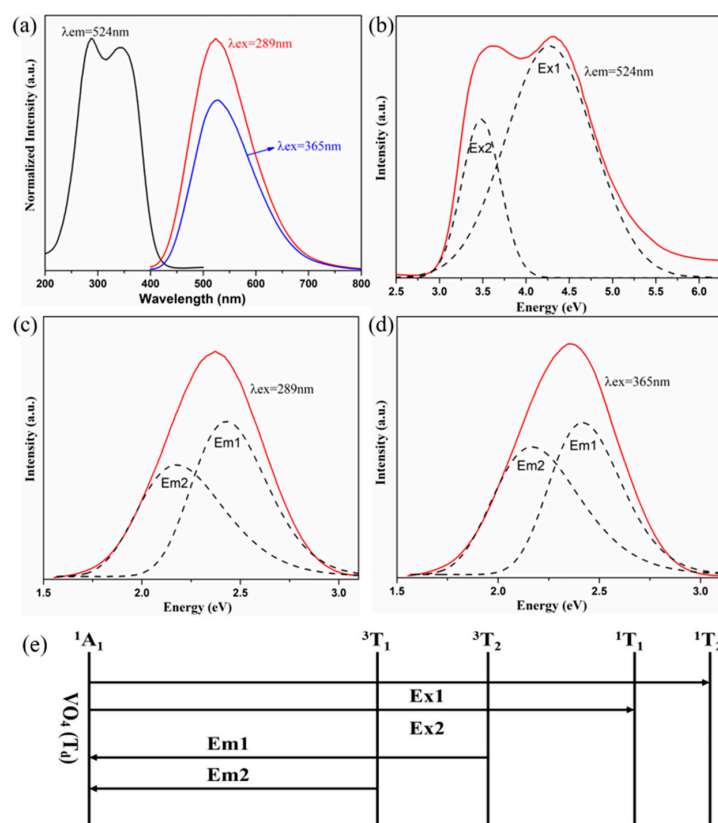 (a)
λem=524nm
λex=289nm
λex=365nm
Normalized Intensity (a.u.)
200 300 400 500 600 700 800
Wavelength (nm)
(b)
λem=524nm
Ex1
Ex2
Intensity (a.u.)
2.5 3.0 3.5 4.0 4.5 5.0 5.5 6.0
Energy (eV)
(c)
λex=289nm
Em1
Em2
Intensity (a.u.)
1.5 2.0 2.5 3.0
Energy (eV)
(d)
λex=365nm
Em1
Em2
Intensity (a.u.)
1.5 2.0 2.5 3.0
Energy (eV)
(e)
¹A₁ ³T₁ ³T₂ ¹T₁ ¹T₂
VO₄ (Td)
Ex1
Ex2
Em1
Em2